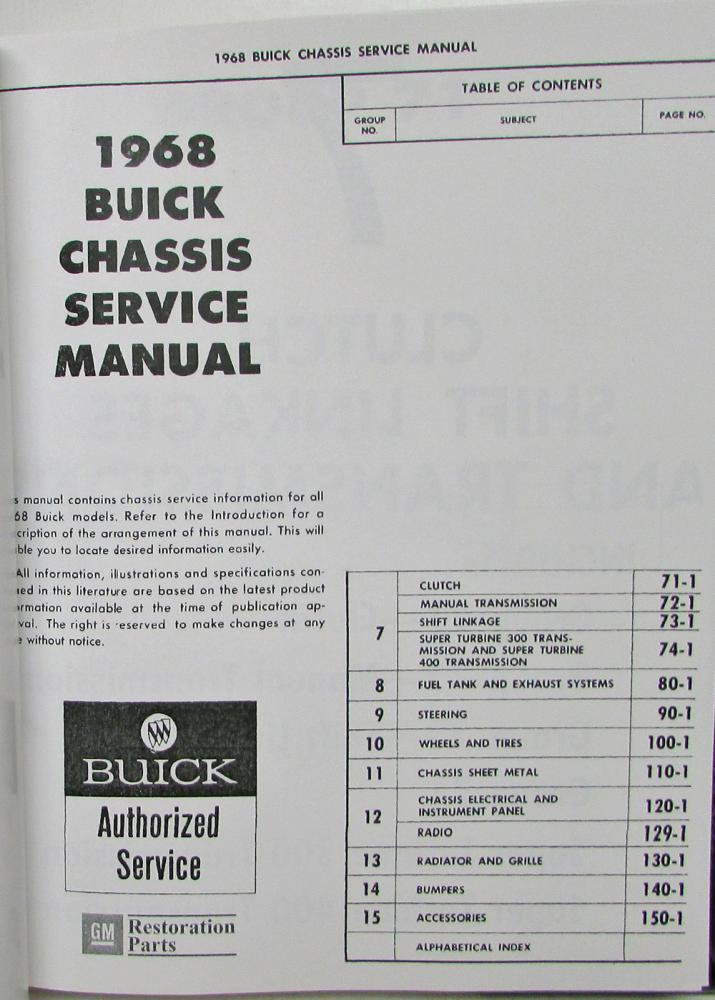 1968 BUICK CHASSIS SERVICE MANUAL
TABLE OF CONTENTS
GROUP NO. SUBJECT PAGE NO.
1968
BUICK
CHASSIS
SERVICE
MANUAL
s manual contains chassis service information for all
68 Buick models. Refer to the Introduction for a
cription of the arrangement of this manual. This will
ble you to locate desired information easily.
All information, illustrations and specifications con-
ed in this literature are based on the latest product
rmation available at the time of publication ap-
val. The right is reserved to make changes at any
e without notice.
BUICK
Authorized
Service
GM Restoration
Parts
7
CLUTCH 71-1
MANUAL TRANSMISSION 72-1
SHIFT LINKAGE 73-1
SUPER TURBINE 300 TRANS-
MISSION AND SUPER TURBINE 74-1
400 TRANSMISSION
8 FUEL TANK AND EXHAUST SYSTEMS 80-1
9 STEERING 90-1
10 WHEELS AND TIRES 100-1
11 CHASSIS SHEET METAL 110-1
12
CHASSIS ELECTRICAL AND
INSTRUMENT PANEL 120-1
RADIO 129-1
13 RADIATOR AND GRILLE 130-1
14 BUMPERS 140-1
15 ACCESSORIES 150-1
ALPHABETICAL INDEX